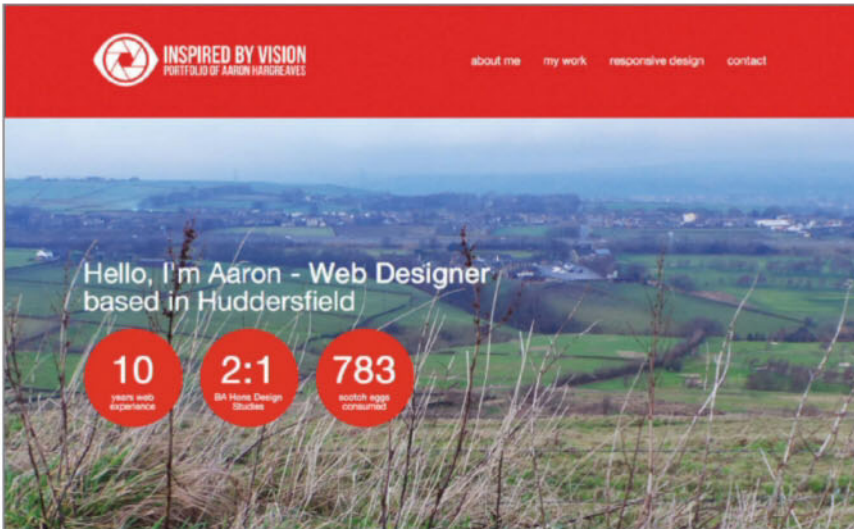 INSPIRED BY VISION
PORTFOLIO OF AARON HARGREAVES
about me my work responsive design contact
Hello, I'm Aaron - Web Designer
based in Huddersfield
10
years web
experience
2:1
BA Hons Design
Studies
783
scotch eggs
consumed